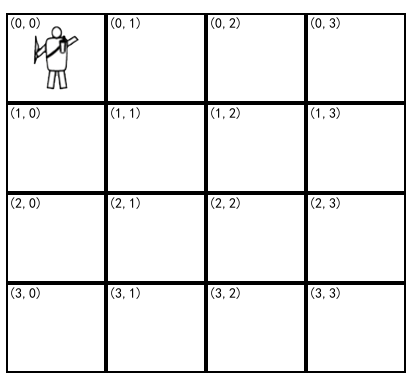 (0, 0) (0, 1) (0, 2) (0, 3)
(1, 0) (1, 1) (1, 2) (1, 3)
(2, 0) (2, 1) (2, 2) (2, 3)
(3, 0) (3, 1) (3, 2) (3, 3)